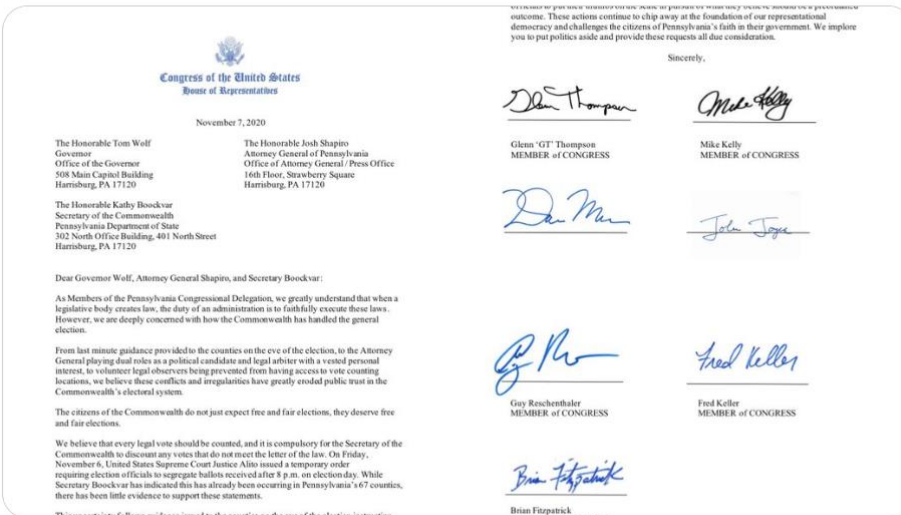 Congress of the United States
House of Representatives
November 7, 2020
The Honorable Tom Wolf
Governor
Office of the Governor
508 Main Capitol Building
Harrisburg, PA 17120
The Honorable Josh Shapiro
Attorney General of Pennsylvania
Office of Attorney General / Press Office
16th Floor, Strawberry Square
Harrisburg, PA 17120
The Honorable Kathy Boockvar
Secretary of the Commonwealth
Pennsylvania Department of State
302 North Office Building, 401 North Street
Harrisburg, PA 17120
Dear Governor Wolf, Attorney General Shapiro, and Secretary Boockvar:
As Members of the Pennsylvania Congressional Delegation, we greatly understand that when a
legislative body creates law, the duty of an administration is to faithfully execute these laws.
However, we are deeply concerned with how the Commonwealth has handled the general
election.
From last minute guidance provided to the counties on the eve of the election, to the Attorney
General playing dual roles as a political candidate and legal arbiter with a vested personal
interest, to volunteer legal observers being prevented from having access to vote counting
locations, we believe these conflicts and irregularities have greatly eroded public trust in the
Commonwealth's electoral system.
The citizens of the Commonwealth do not just expect free and fair elections, they deserve free
and fair elections.
We believe that every legal vote should be counted, and it is compulsory for the Secretary of the
Commonwealth to discount any votes that do not meet the letter of the law. On Friday,
November 6, United States Supreme Court Justice Alito issued a temporary order
requiring election officials to segregate ballots received after 8 p.m. on election day. While
Secretary Boockvar has indicated this has already been occurring in Pennsylvania's 67 counties,
there has been little evidence to support these statements.
outcome. These actions continue to chip away at the foundation of our representational
democracy and challenges the citizens of Pennsylvania's faith in their government. We implore
you to put politics aside and provide these requests all due consideration.
Sincerely,
Glenn Thompson
Mike Kelly
Glenn 'GT' Thompson
MEMBER of CONGRESS
Mike Kelly
MEMBER of CONGRESS
John Joyce
Fred Keller
Guy Reschenthaler
MEMBER of CONGRESS
Fred Keller
MEMBER of CONGRESS
Brian Fitzpatrick
Brian Fitzpatrick